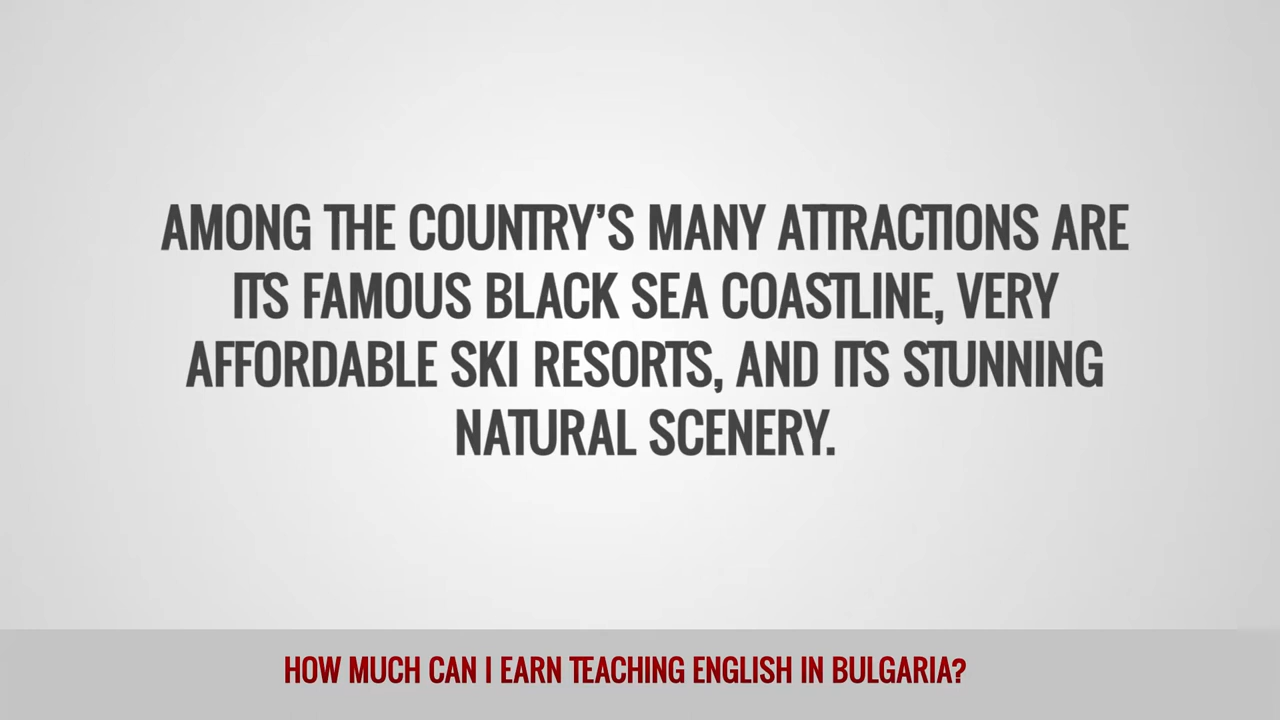 AMONG THE COUNTRY'S MANY ATTRACTIONS ARE
ITS FAMOUS BLACK SEA COASTLINE, VERY
AFFORDABLE SKI RESORTS, AND ITS STUNNING
NATURAL SCENERY.
HOW MUCH CAN I EARN TEACHING ENGLISH IN BULGARIA?